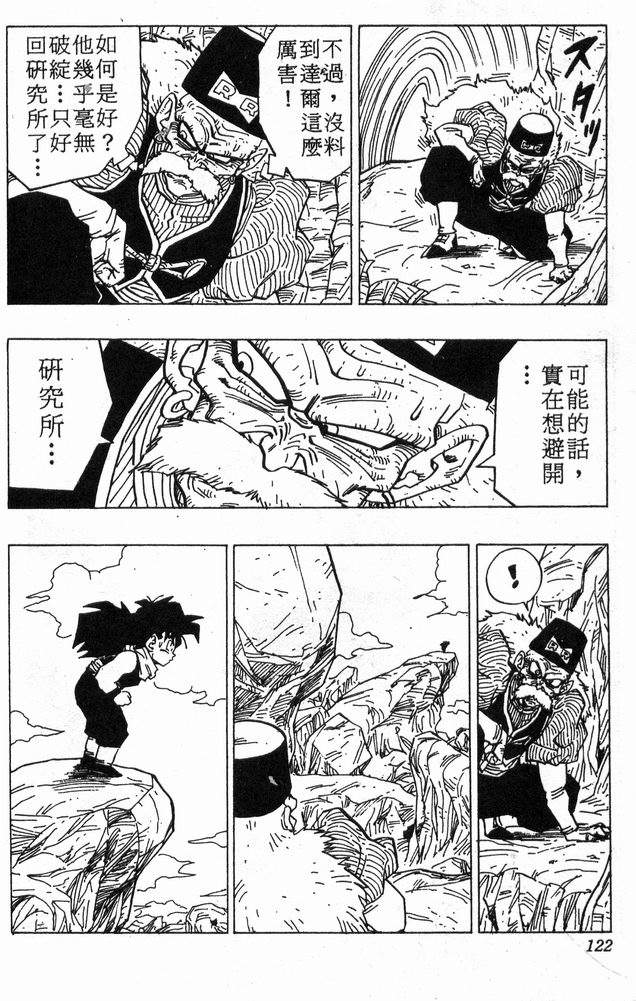 スタッ
不過，沒料
到達爾這麼
厲害！
如何是好？
他幾乎毫無
破綻…只好
回研究所了…
可能的話，
實在想避開
…
研究所…
！
122